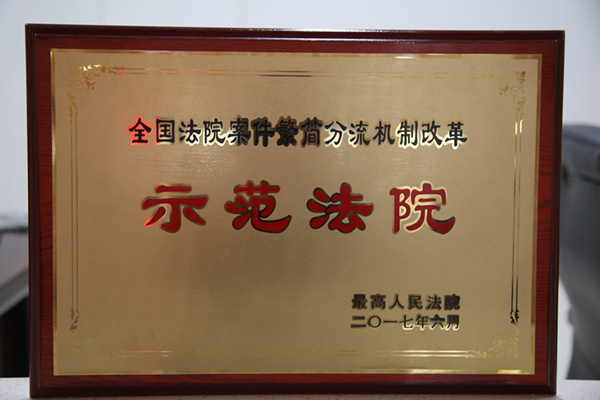 全国法院案件繁简分流机制改革
示范法院
最高人民法院
二〇一七年六月